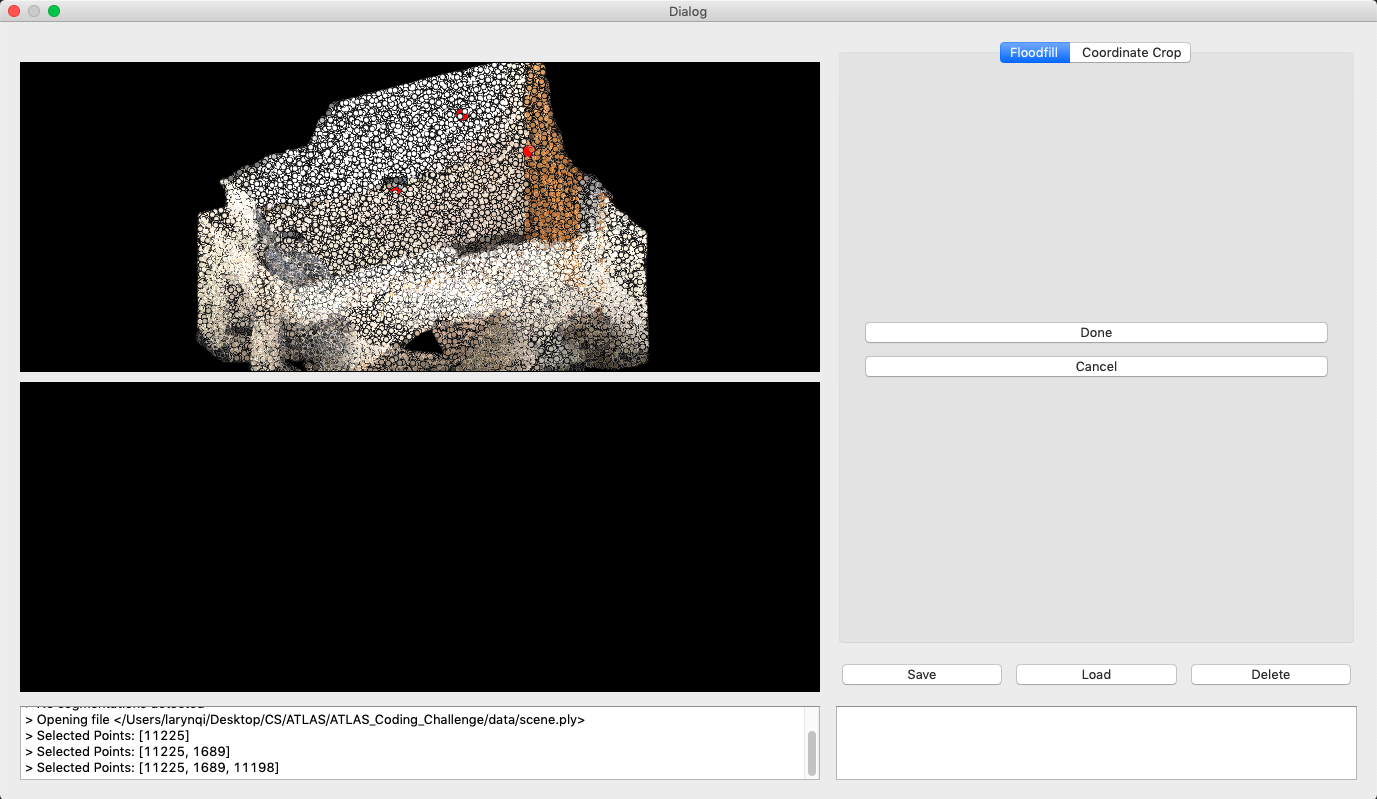 Dialog
Floodfill
Coordinate Crop
Done
Cancel
Save
Load
Delete
> No segmentations detected
> Opening file </Users/larynqi/Desktop/CS/ATLAS/ATLAS_Coding_Challenge/data/scene.ply>
> Selected Points: [11225]
> Selected Points: [11225, 1689]
> Selected Points: [11225, 1689, 11198]